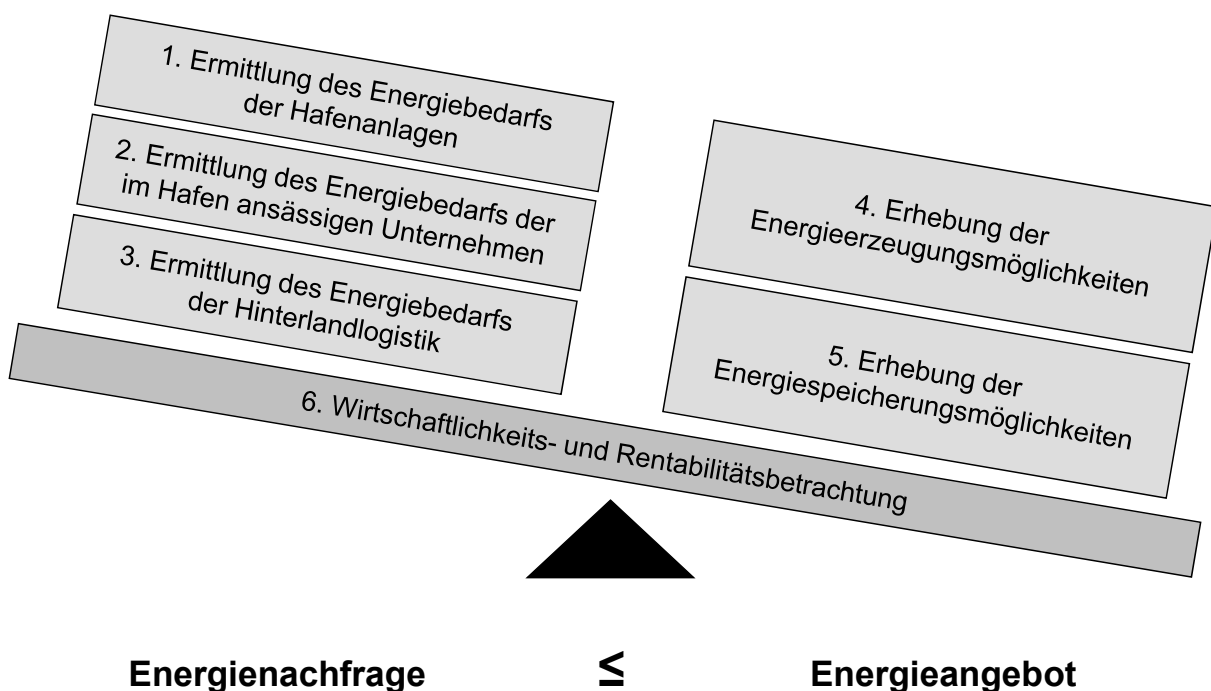 1. Ermittlung des Energiebedarfs
der Hafenanlagen
2. Ermittlung des Energiebedarfs der
im Hafen ansässigen Unternehmen
3. Ermittlung des Energiebedarfs
der Hinterlandlogistik
4. Erhebung der
Energieerzeugungsmöglichkeiten
5. Erhebung der
Energiespeicherungsmöglichkeiten
6. Wirtschaftlichkeits- und Rentabilitätsbetrachtung
Energienachfrage ≤ Energieangebot